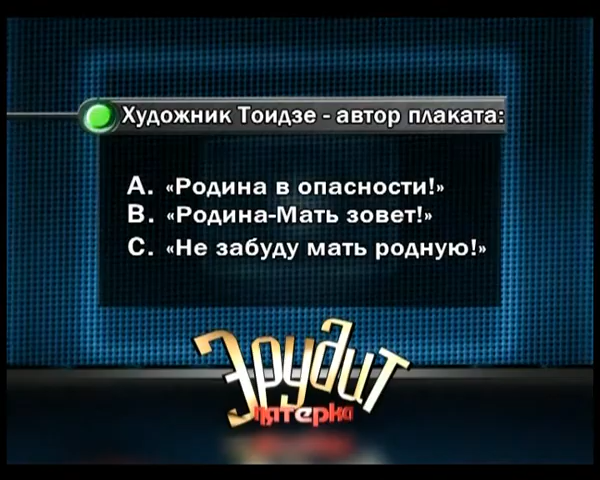 Художник Тоидзе - автор плаката:
A. «Родина в опасности!»
B. «Родина-Мать зовет!»
C. «Не забуду мать родную!»
Эрудит
пятерка